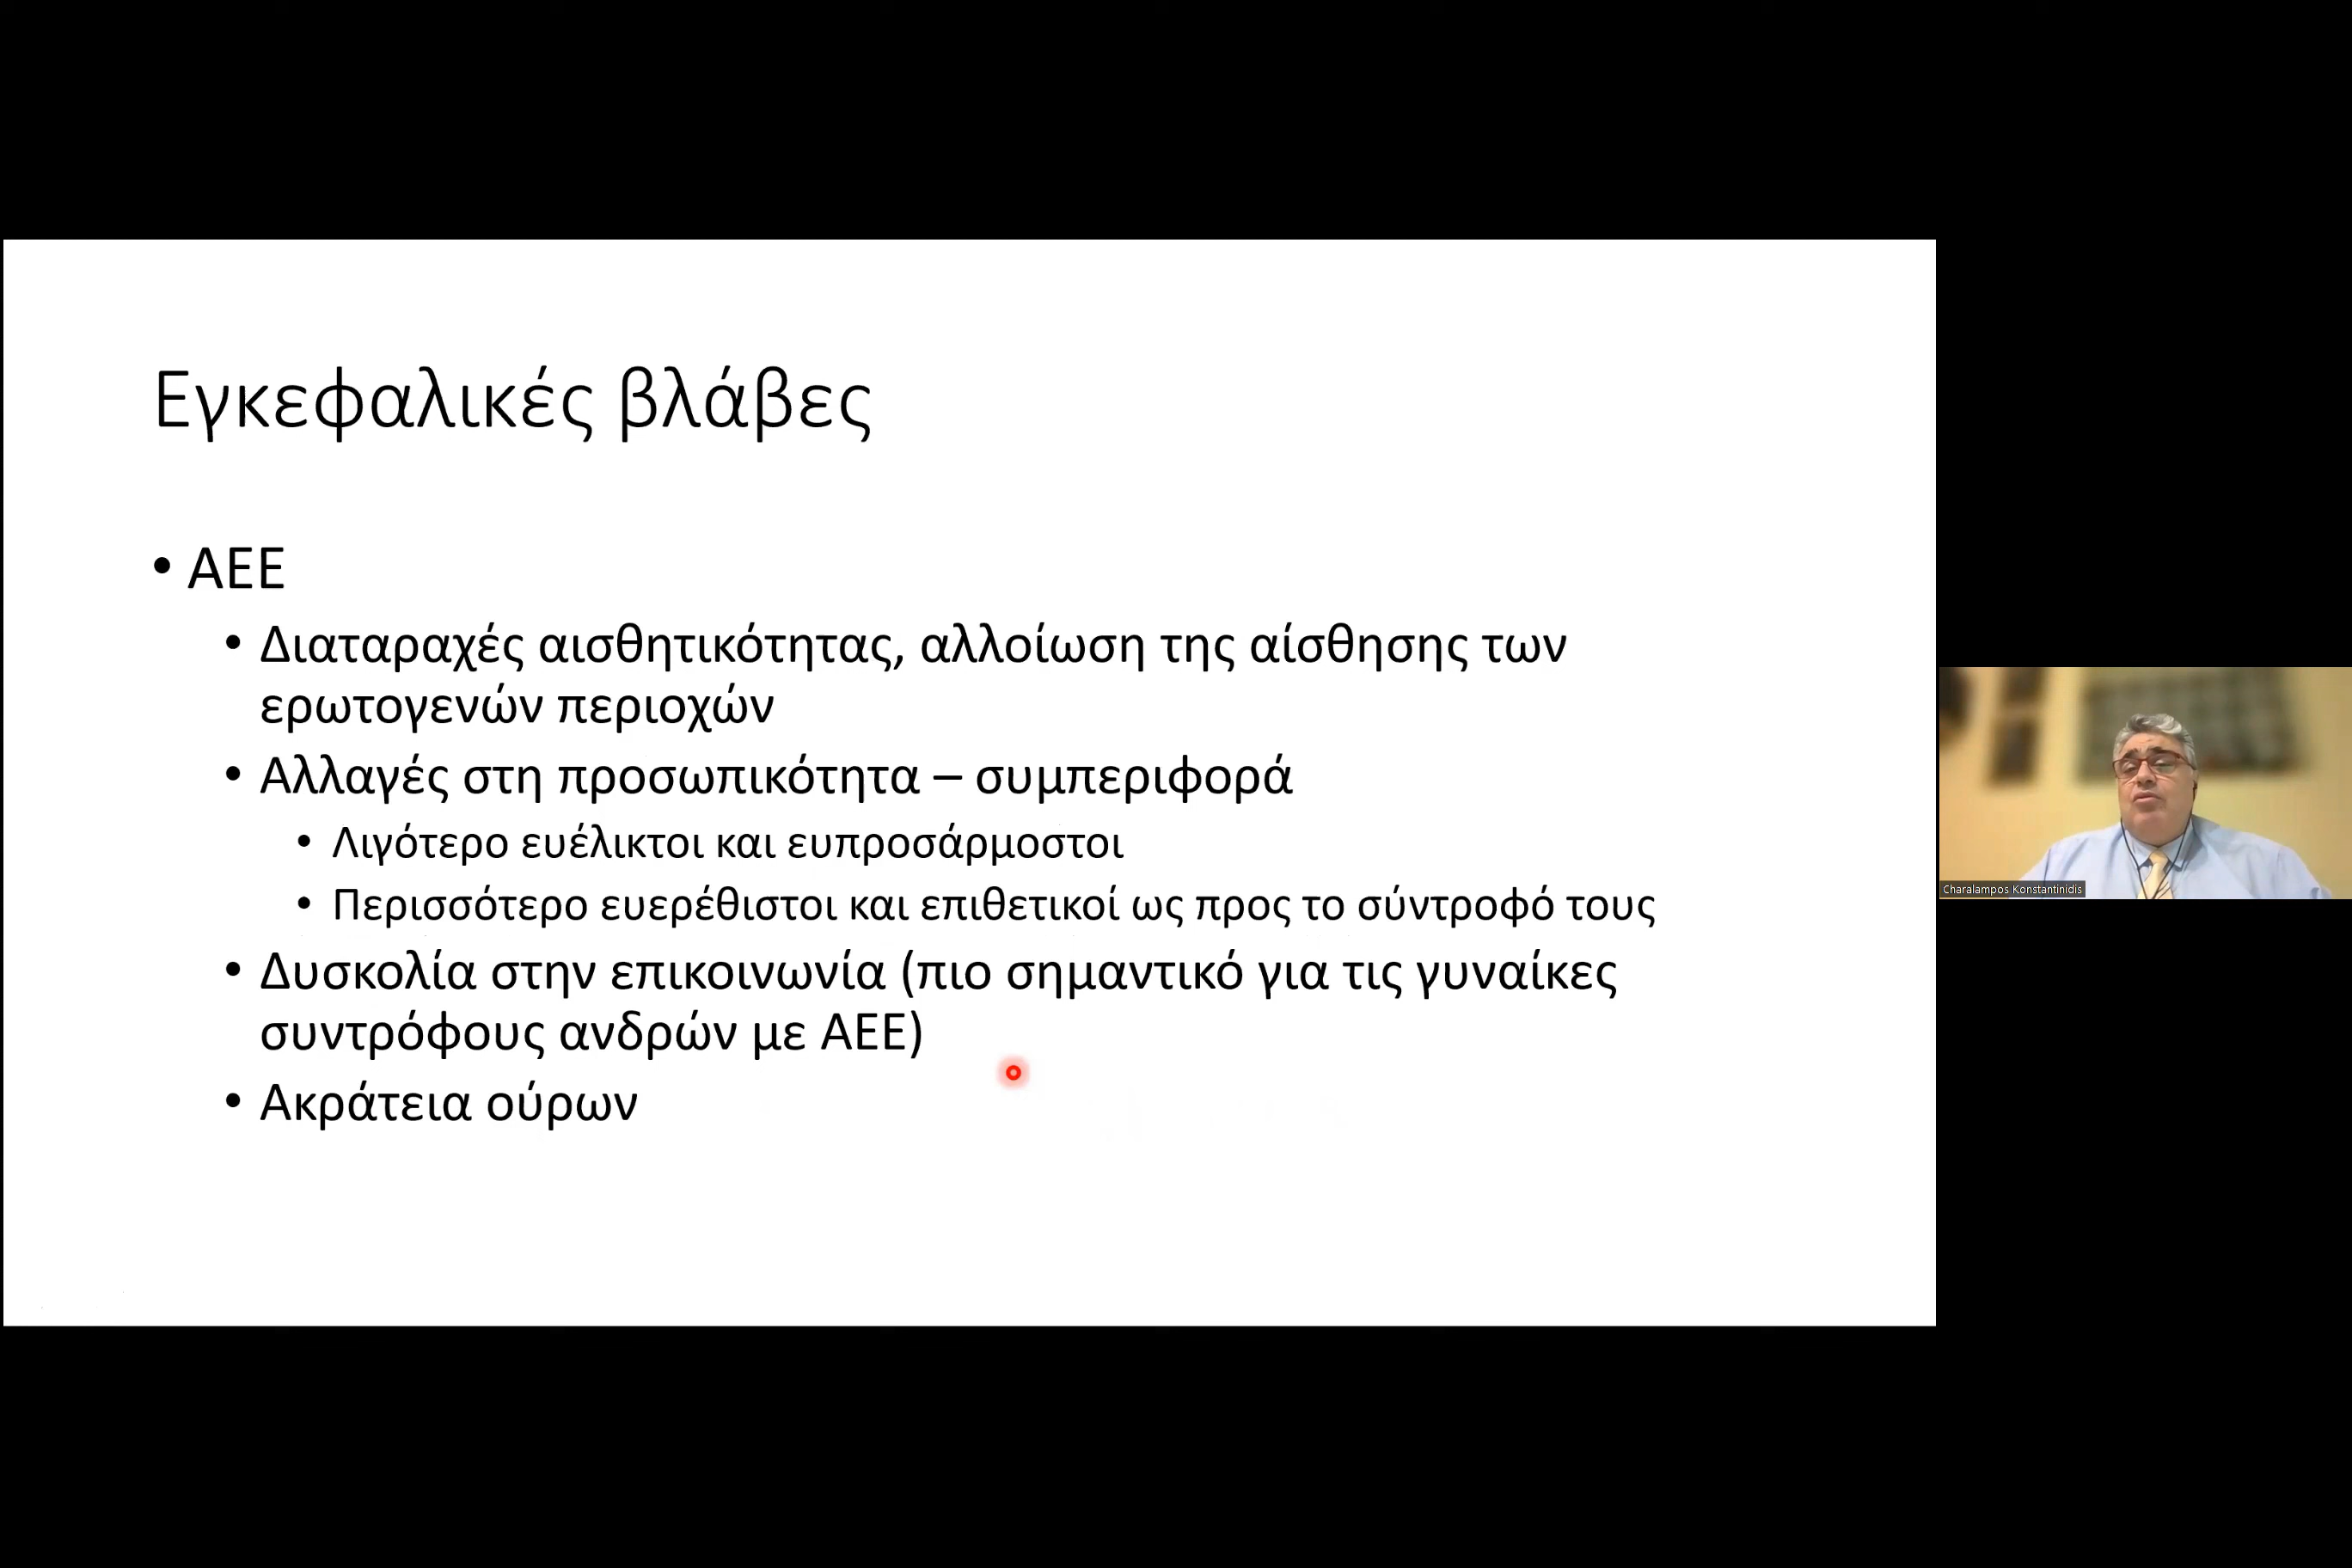 Εγκεφαλικές βλάβες
• ΑΕΕ
• Διαταραχές αισθητικότητας, αλλοίωση της αίσθησης των
ερωτογενών περιοχών
• Αλλαγές στη προσωπικότητα – συμπεριφορά
• Λιγότερο ευέλικτοι και ευπροσάρμοστοι
• Περισσότερο ευερέθιστοι και επιθετικοί ως προς το σύντροφό τους
• Δυσκολία στην επικοινωνία (πιο σημαντικό για τις γυναίκες
συντρόφους ανδρών με ΑΕΕ)
• Ακράτεια ούρων
Charalampos Konstantinidis